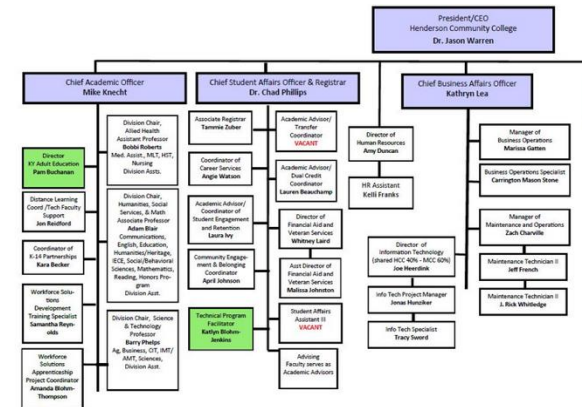 President/CEO
Henderson Community College
Dr. Jason Warren
Chief Academic Officer
Mike Knecht
Chief Student Affairs Officer & Registrar
Dr. Chad Phillips
Chief Business Affairs Officer
Kathryn Lea
Director
KY Adult Education
Pam Buchanan
Distance Learning
Coord /Tech Faculty
Support
Jen Reidford
Coordinator of
K-14 Partnerships
Kara Becker
Workforce Solu-
tions
Development
Training Specialist
Samantha Reyn-
olds
Workforce
Solutions
Apprenticeship
Project Coordinator
Amanda Blohm-
Thompson
Division Chair,
Allied Health
Assistant Professor
Bobbi Roberts
Med. Assist., MLT, HST,
Nursing
Division Assts.
Division Chair,
Humanities, Social
Services, & Math
Associate Professor
Adam Blair
Communications,
English, Education,
Humanities/Heritage,
IECE, Social/Behavioral
Sciences, Mathematics,
Reading, Honors Pro-
gram
Division Asst.
Division Chair, Science
& Technology
Professor
Barry Phelps
Ag, Business, CIT, IMT/
AMT, Sciences,
Division Asst.
Associate Registrar
Tammie Zuber
Coordinator of
Career Services
Angie Watson
Academic Advisor/
Coordinator of
Student Engagement
and Retention
Laura Ivy
Community Engage-
ment & Belonging
Coordinator
April Johnson
Technical Program
Facilitator
Katlyn Blohm-
Jenkins
Academic Advisor/
Transfer
Coordinator
VACANT
Academic Advisor/
Dual Credit
Coordinator
Lauren Beauchamp
Director of
Financial Aid and
Veteran Services
Whitney Laird
Asst Director of
Financial Aid and
Veteran Services
Malissa Johnston
Student Affairs
Assistant III
VACANT
Advising
Faculty serve as
Academic Advisors
Director of
Human Resources
Amy Duncan
HR Assistant
Kelli Franks
Director of
Information Technology
(shared HCC 40% - MCC 60%)
Joe Heerdink
Info Tech Project Manager
Jonas Hunziker
Info Tech Specialist
Tracy Sword
Manager of
Business Operations
Marissa Gatten
Business Operations Specialist
Carrington Mason Stone
Manager of
Maintenance and Operations
Zach Charville
Maintenance Technician II
Jeff French
Maintenance Technician II
J. Rick Whitledge